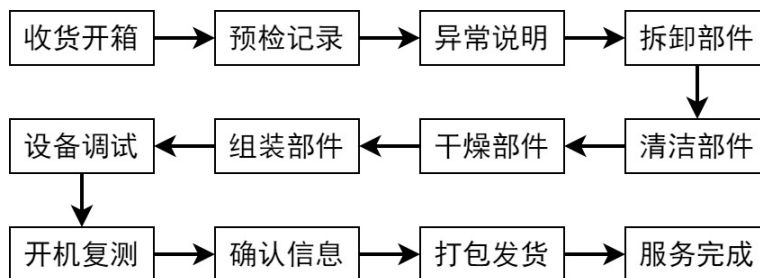 收货开箱
预检记录
异常说明
拆卸部件
清洁部件
干燥部件
组装部件
设备调试
开机复测
确认信息
打包发货
服务完成